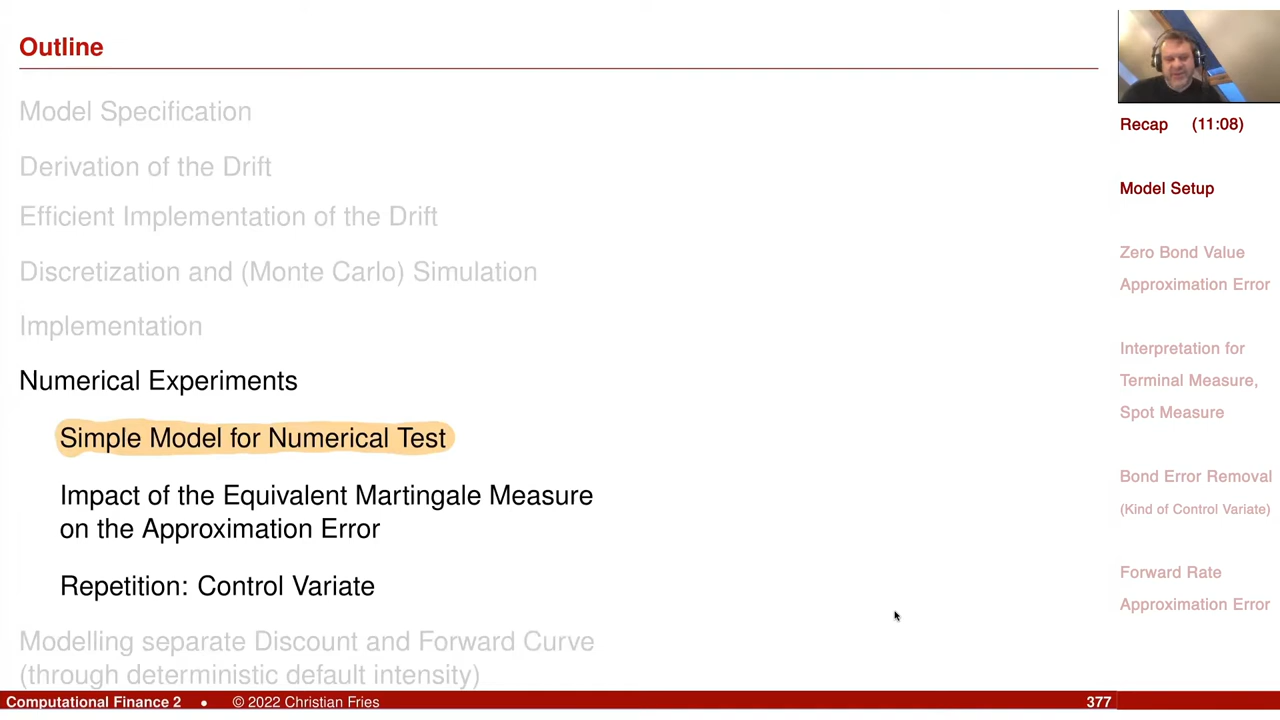 Outline
Model Specification
Derivation of the Drift
Efficient Implementation of the Drift
Discretization and (Monte Carlo) Simulation
Implementation
Numerical Experiments
Simple Model for Numerical Test
Impact of the Equivalent Martingale Measure
on the Approximation Error
Repetition: Control Variate
Modelling separate Discount and Forward Curve
(through deterministic default intensity)
Recap (11:08)
Model Setup
Zero Bond Value
Approximation Error
Interpretation for
Terminal Measure,
Spot Measure
Bond Error Removal
(Kind of Control Variate)
Forward Rate
Approximation Error
Computational Finance 2 • © 2022 Christian Fries 377